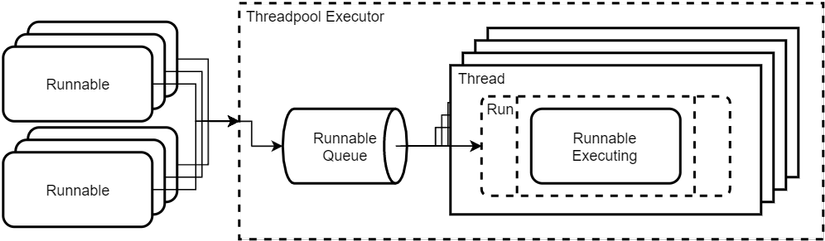 Threadpool Executor
Runnable
Runnable
Runnable
Queue
Thread
Run
Runnable
Executing